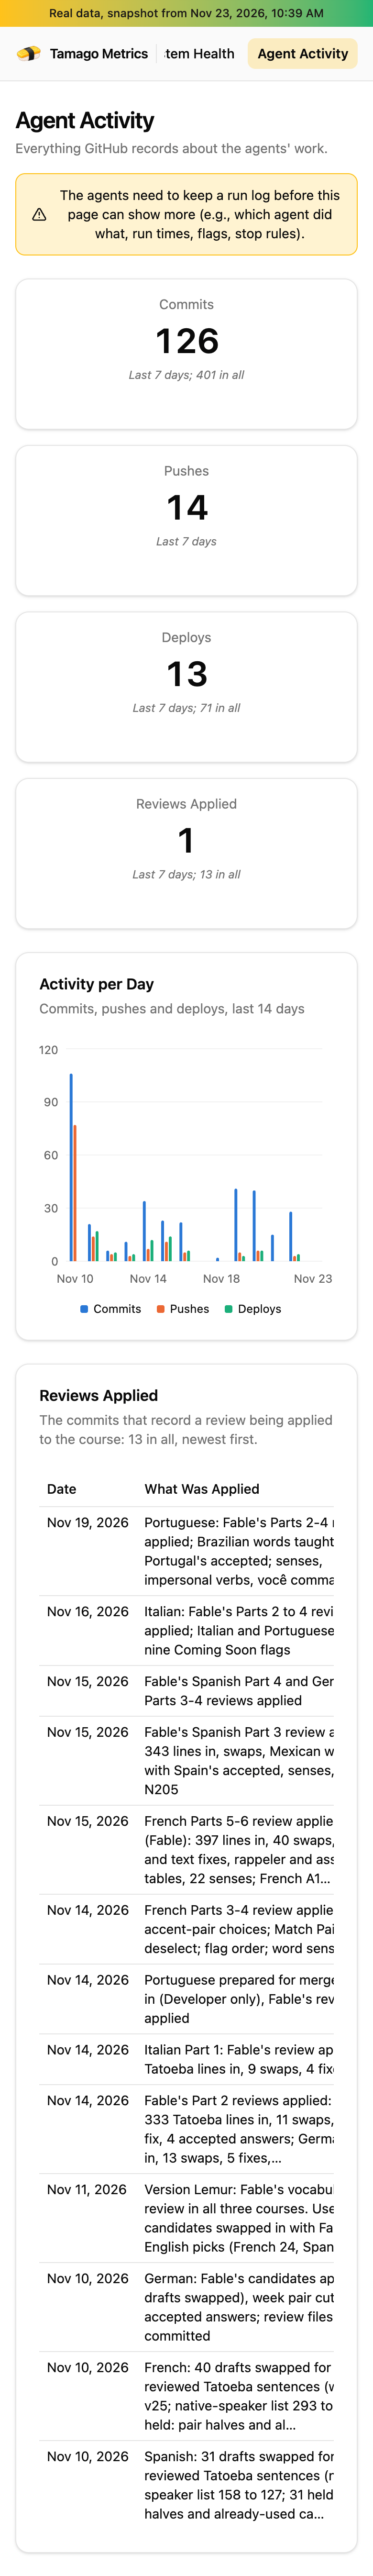 Real data, snapshot from Nov 23, 2026, 10:39 AM
Tamago Metrics
tem Health
Agent Activity
Agent Activity
Everything GitHub records about the agents' work.
The agents need to keep a run log before this
page can show more (e.g., which agent did
what, run times, flags, stop rules).
Commits
126
Last 7 days; 401 in all
Pushes
14
Last 7 days
Deploys
13
Last 7 days; 71 in all
Reviews Applied
1
Last 7 days; 13 in all
Activity per Day
Commits, pushes and deploys, last 14 days
120
90
60
30
0
Nov 10 Nov 14 Nov 18 Nov 23
Commits Pushes Deploys
Reviews Applied
The commits that record a review being applied
to the course: 13 in all, newest first.
Date What Was Applied
Nov 19, 2026 Portuguese: Fable's Parts 2-4
applied; Brazilian words taught
Portugal's accepted; senses,
impersonal verbs, você comma
Nov 16, 2026 Italian: Fable's Parts 2 to 4 revi
applied; Italian and Portuguese
nine Coming Soon flags
Nov 15, 2026 Fable's Spanish Part 4 and Ger
Parts 3-4 reviews applied
Nov 15, 2026 Fable's Spanish Part 3 review a
343 lines in, swaps, Mexican w
with Spain's accepted, senses,
N205
Nov 15, 2026 French Parts 5-6 review applie
(Fable): 397 lines in, 40 swaps,
and text fixes, rappeler and ass
tables, 22 senses; French A1...
Nov 14, 2026 French Parts 3-4 review applie
accent-pair choices; Match Pai
deselect; flag order; word sens
Nov 14, 2026 Portuguese prepared for merge
in (Developer only), Fable's rev
applied
Nov 14, 2026 Italian Part 1: Fable's review ap
Tatoeba lines in, 9 swaps, 4 fix
Nov 14, 2026 Fable's Part 2 reviews applied:
333 Tatoeba lines in, 11 swaps,
fix, 4 accepted answers; Germa
in, 13 swaps, 5 fixes,...
Nov 11, 2026 Version Lemur: Fable's vocabu
review in all three courses. Use
candidates swapped in with Fa
English picks (French 24, Span
Nov 10, 2026 German: Fable's candidates ap
drafts swapped), week pair cut
accepted answers; review files
committed
Nov 10, 2026 French: 40 drafts swapped for
reviewed Tatoeba sentences (w
v25; native-speaker list 293 to
held: pair halves and al...
Nov 10, 2026 Spanish: 31 drafts swapped for
reviewed Tatoeba sentences (r
speaker list 158 to 127; 31 held
halves and already-used ca...